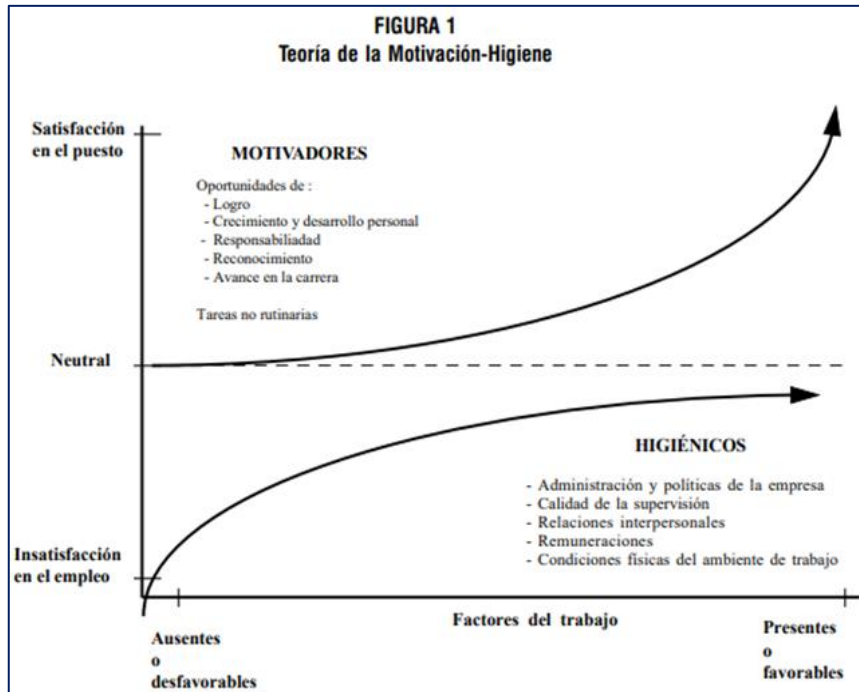 FIGURA 1
Teoría de la Motivación-Higiene
Satisfacción
en el puesto
MOTIVADORES
Oportunidades de :
- Logro
- Crecimiento y desarrollo personal
- Responsabiliadad
- Reconocimiento
- Avance en la carrera
Tareas no rutinarias
Neutral
HIGIÉNICOS
- Administración y políticas de la empresa
- Calidad de la supervisión
- Relaciones interpersonales
- Remuneraciones
- Condiciones físicas del ambiente de trabajo
Insatisfacción
en el empleo
Factores del trabajo
Ausentes
o
desfavorables
Presentes
o
favorables